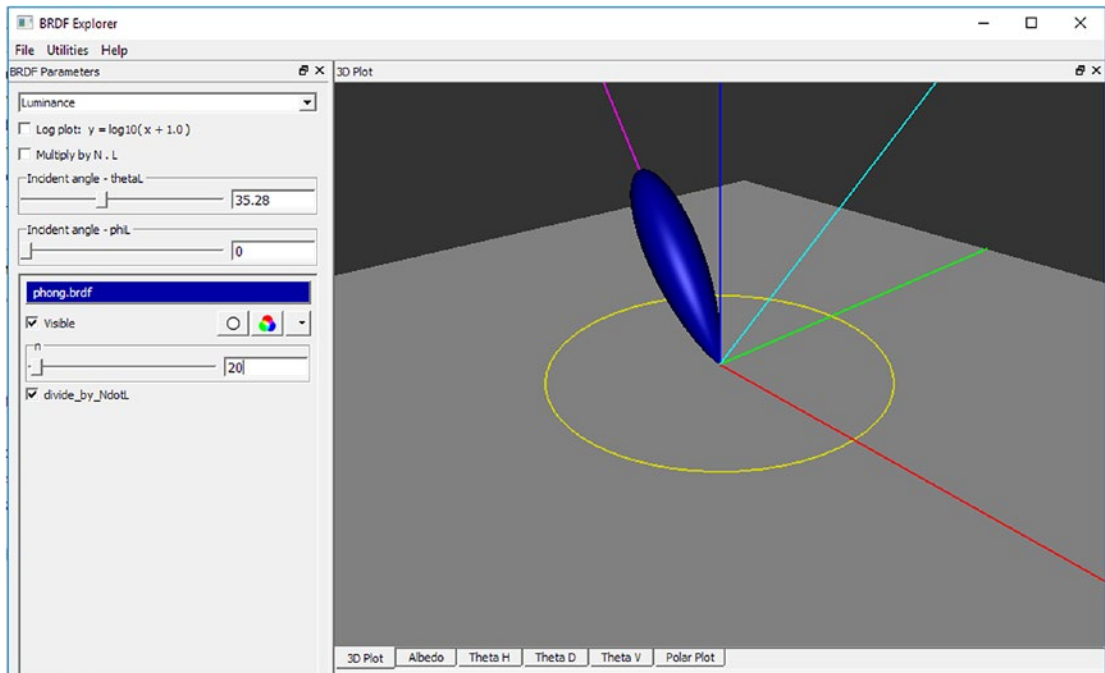 BRDF Explorer
File Utilities Help
BRDF Parameters
Luminance
Log plot: y = log10( x + 1.0 )
Multiply by N . L
Incident angle - thetaL
35.28
Incident angle - phiL
0
phong.brdf
Visible
n
20
divide_by_NdotL
3D Plot
3D Plot Albedo Theta H Theta D Theta V Polar Plot